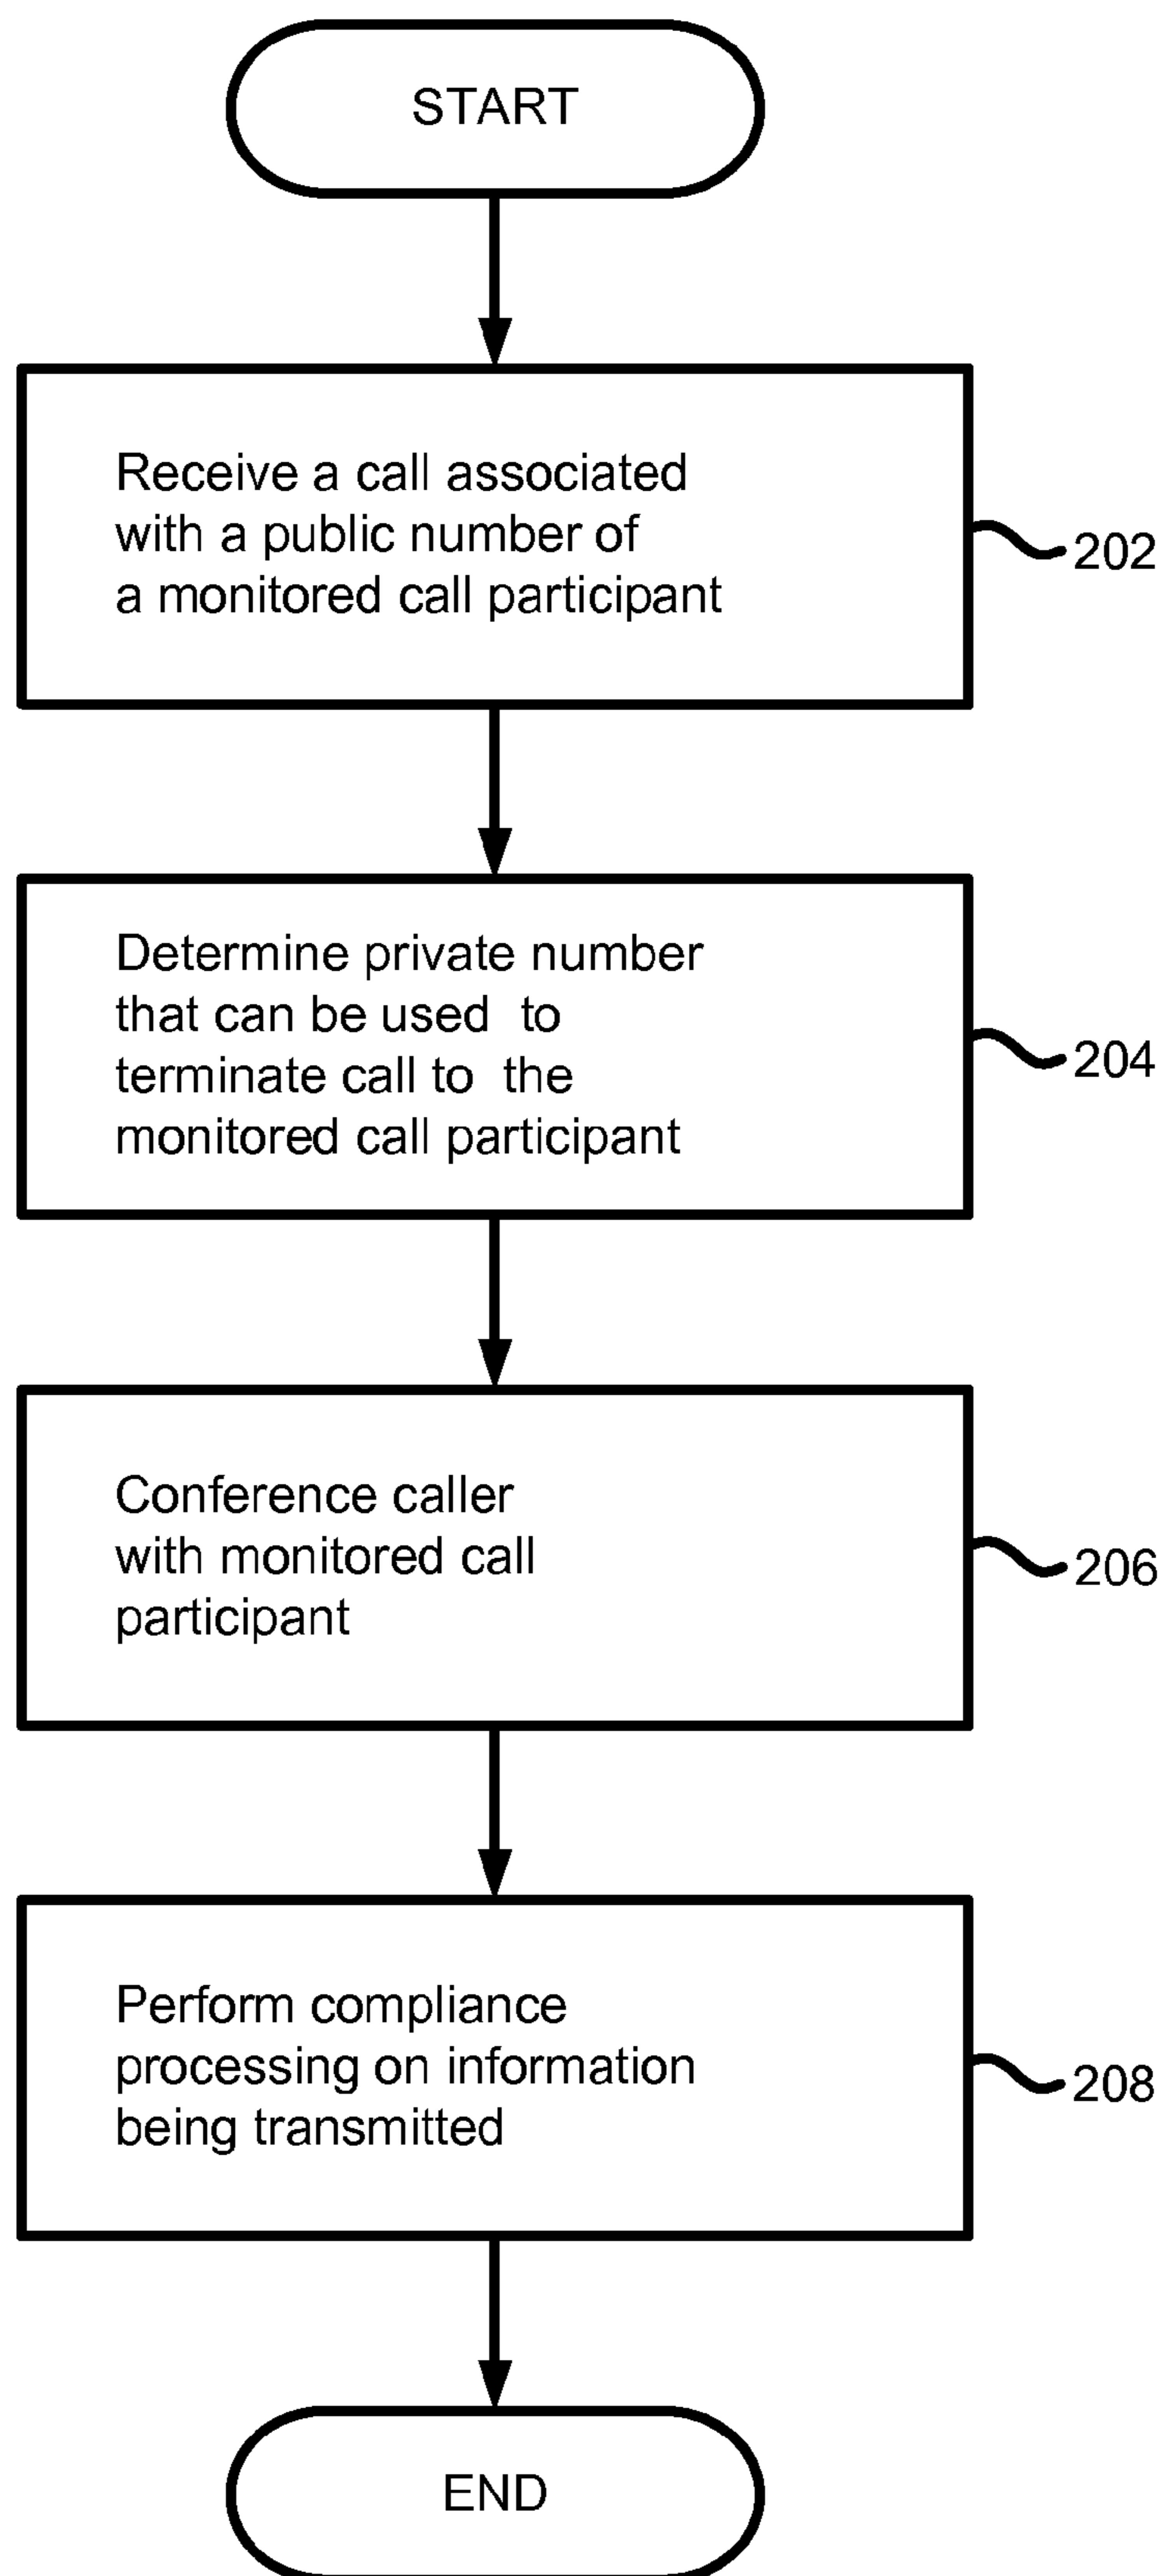 START
Receive a call associated
with a public number of
a monitored call participant
202
Determine private number
that can be used to
terminate call to the
monitored call participant
204
Conference caller
with monitored call
participant
206
Perform compliance
processing on information
being transmitted
208
END